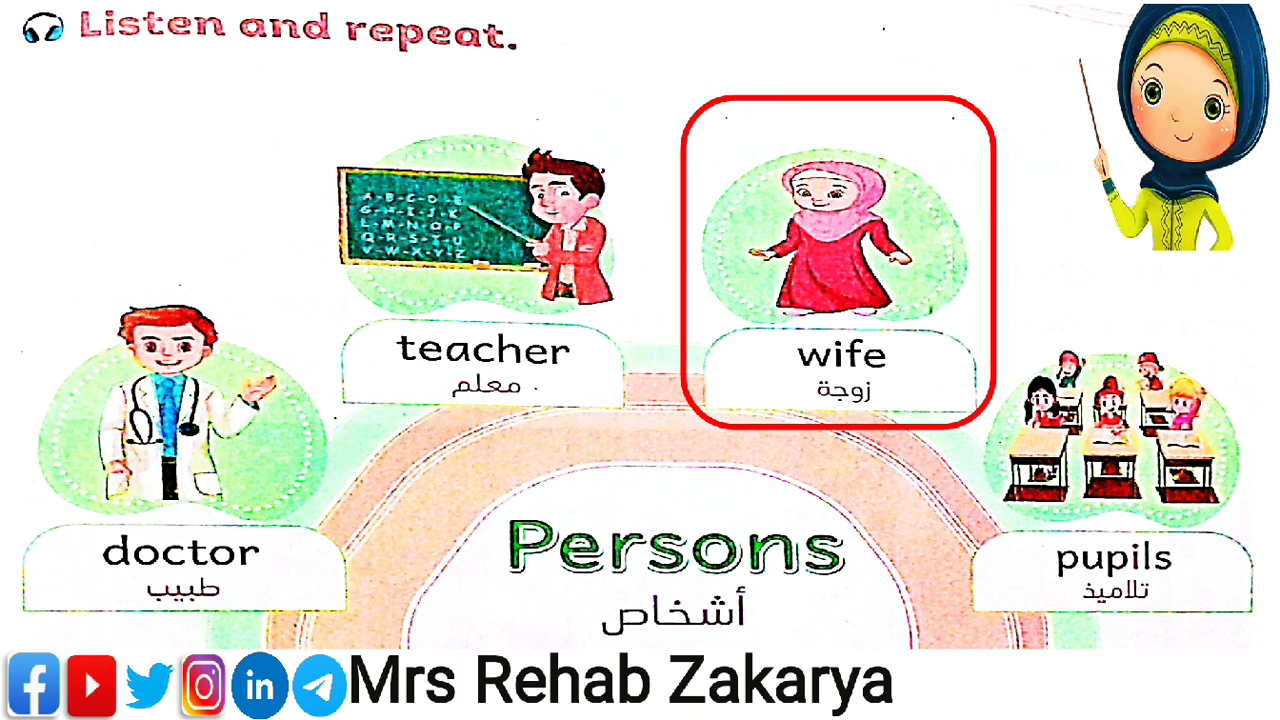 Listen and repeat.
A-B-C-D-E
teacher
معلم
wife
زوجة
doctor
طبيب
pupils
تلاميذ
Persons
أشخاص
Mrs Rehab Zakarya